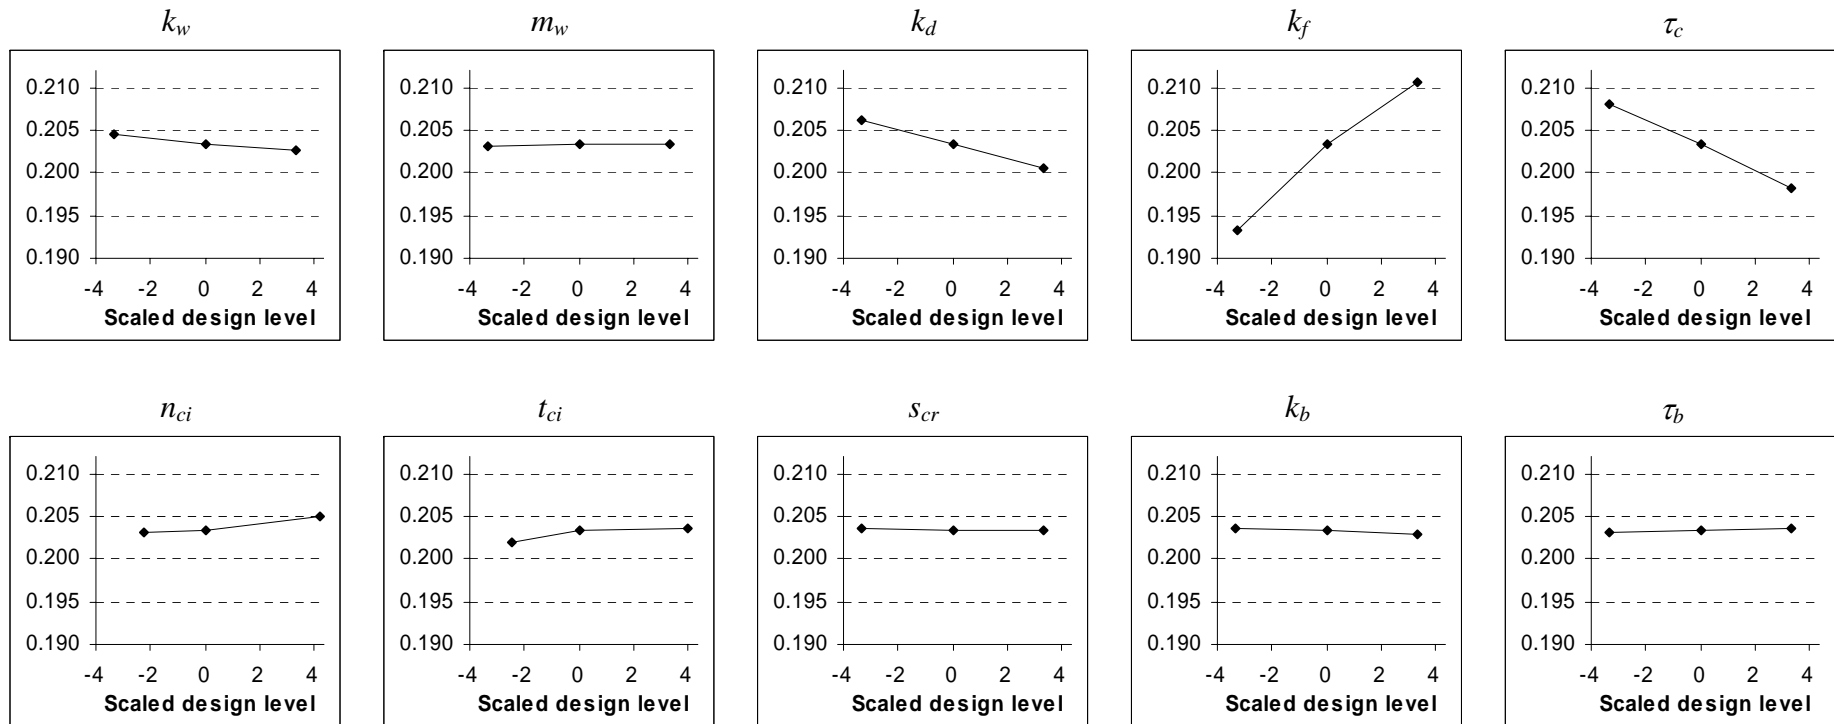 k_w m_w k_d k_f τ_c
0.210 0.210 0.210 0.210 0.210
0.205 0.205 0.205 0.205 0.205
0.200 0.200 0.200 0.200 0.200
0.195 0.195 0.195 0.195 0.195
0.190 0.190 0.190 0.190 0.190
-4 -2 0 2 4 -4 -2 0 2 4 -4 -2 0 2 4 -4 -2 0 2 4 -4 -2 0 2 4
Scaled design level Scaled design level Scaled design level Scaled design level Scaled design level
n_ci t_ci s_cr k_b τ_b
0.210 0.210 0.210 0.210 0.210
0.205 0.205 0.205 0.205 0.205
0.200 0.200 0.200 0.200 0.200
0.195 0.195 0.195 0.195 0.195
0.190 0.190 0.190 0.190 0.190
-4 -2 0 2 4 -4 -2 0 2 4 -4 -2 0 2 4 -4 -2 0 2 4 -4 -2 0 2 4
Scaled design level Scaled design level Scaled design level Scaled design level Scaled design level